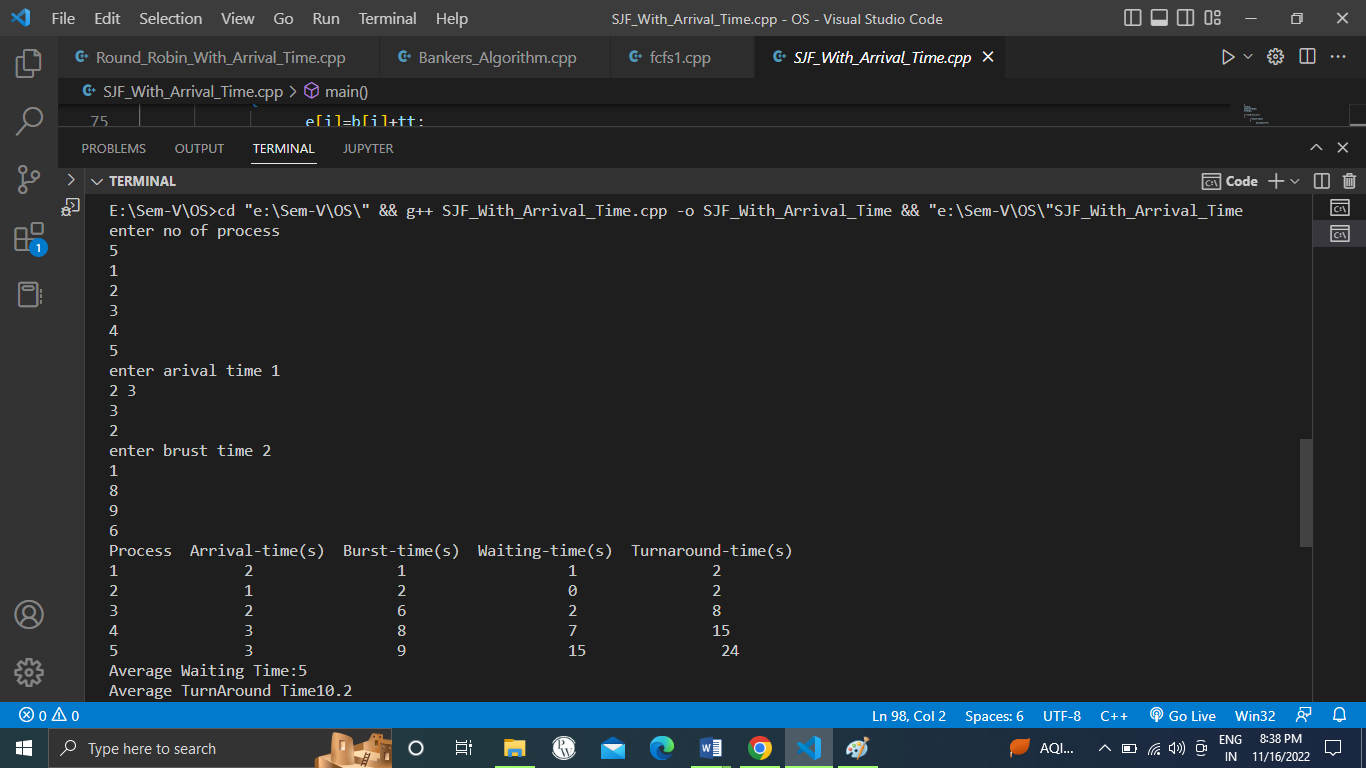 File Edit Selection View Go Run Terminal Help SJF_With_Arrival_Time.cpp - OS - Visual Studio Code
Round_Robin_With_Arrival_Time.cpp Bankers_Algorithm.cpp fcfs1.cpp SJF_With_Arrival_Time.cpp
SJF_With_Arrival_Time.cpp > main()
75 e[i]=b[i]+tt;
PROBLEMS OUTPUT TERMINAL JUPYTER
TERMINAL Code
E:\Sem-V\OS>cd "e:\Sem-V\OS\" && g++ SJF_With_Arrival_Time.cpp -o SJF_With_Arrival_Time && "e:\Sem-V\OS\"SJF_With_Arrival_Time
enter no of process
5
1
2
3
4
5
enter arival time 1
2 3
3
2
enter brust time 2
1
8
9
6
Process Arrival-time(s) Burst-time(s) Waiting-time(s) Turnaround-time(s)
1 2 1 1 2
2 1 2 0 2
3 2 6 2 8
4 3 8 7 15
5 3 9 15 24
Average Waiting Time:5
Average TurnAround Time10.2
1
0 0 Ln 98, Col 2 Spaces: 6 UTF-8 C++ Go Live Win32
Type here to search AQI... ENG 8:38 PM
IN 11/16/2022